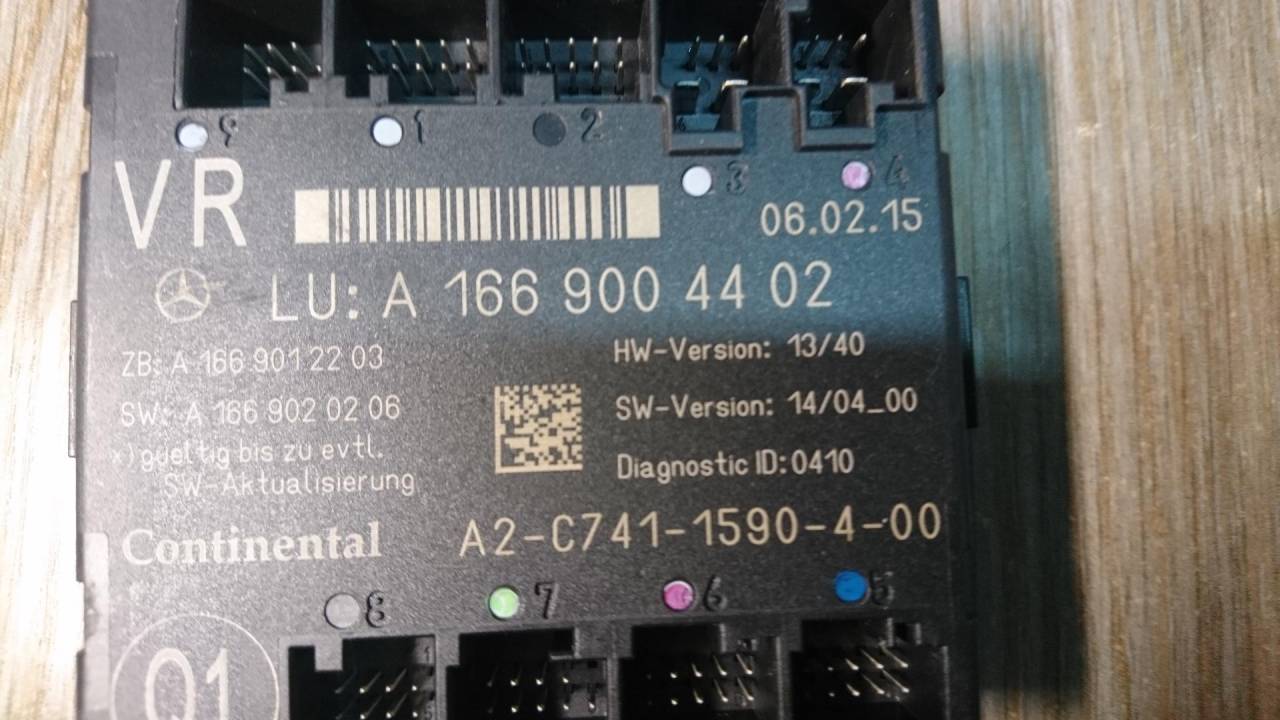 9 1 2
3 4
VR
06.02.15
LU: A 166 900 44 02
ZB: A 166 901 22 03
HW-Version: 13/40
SW: A 166 902 02 06
SW-Version: 14/04_00
x) gueltig bis zu evtl.
SW-Aktualisierung
Diagnostic ID: 0410
Continental A2-C741-1590-4-00
8 7 6 5
Q1